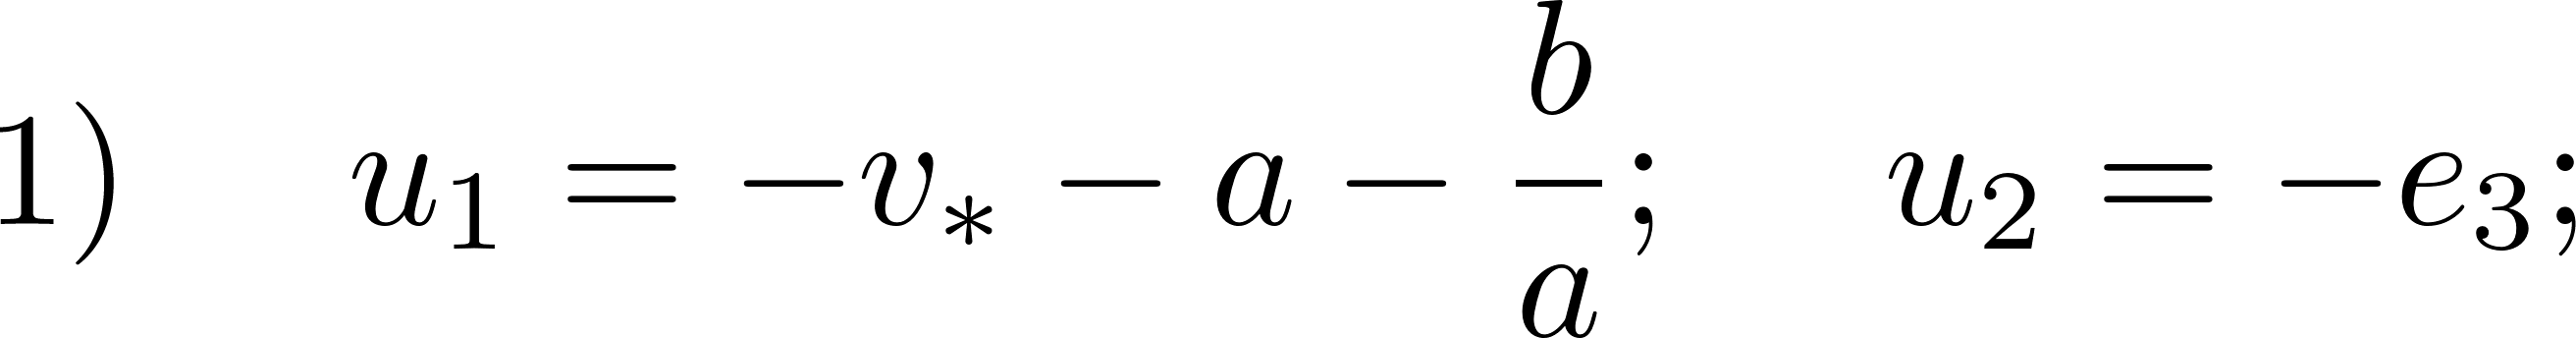 1) u_1 = -v_* - a - \frac{b}{a}; u_2 = -e_3;